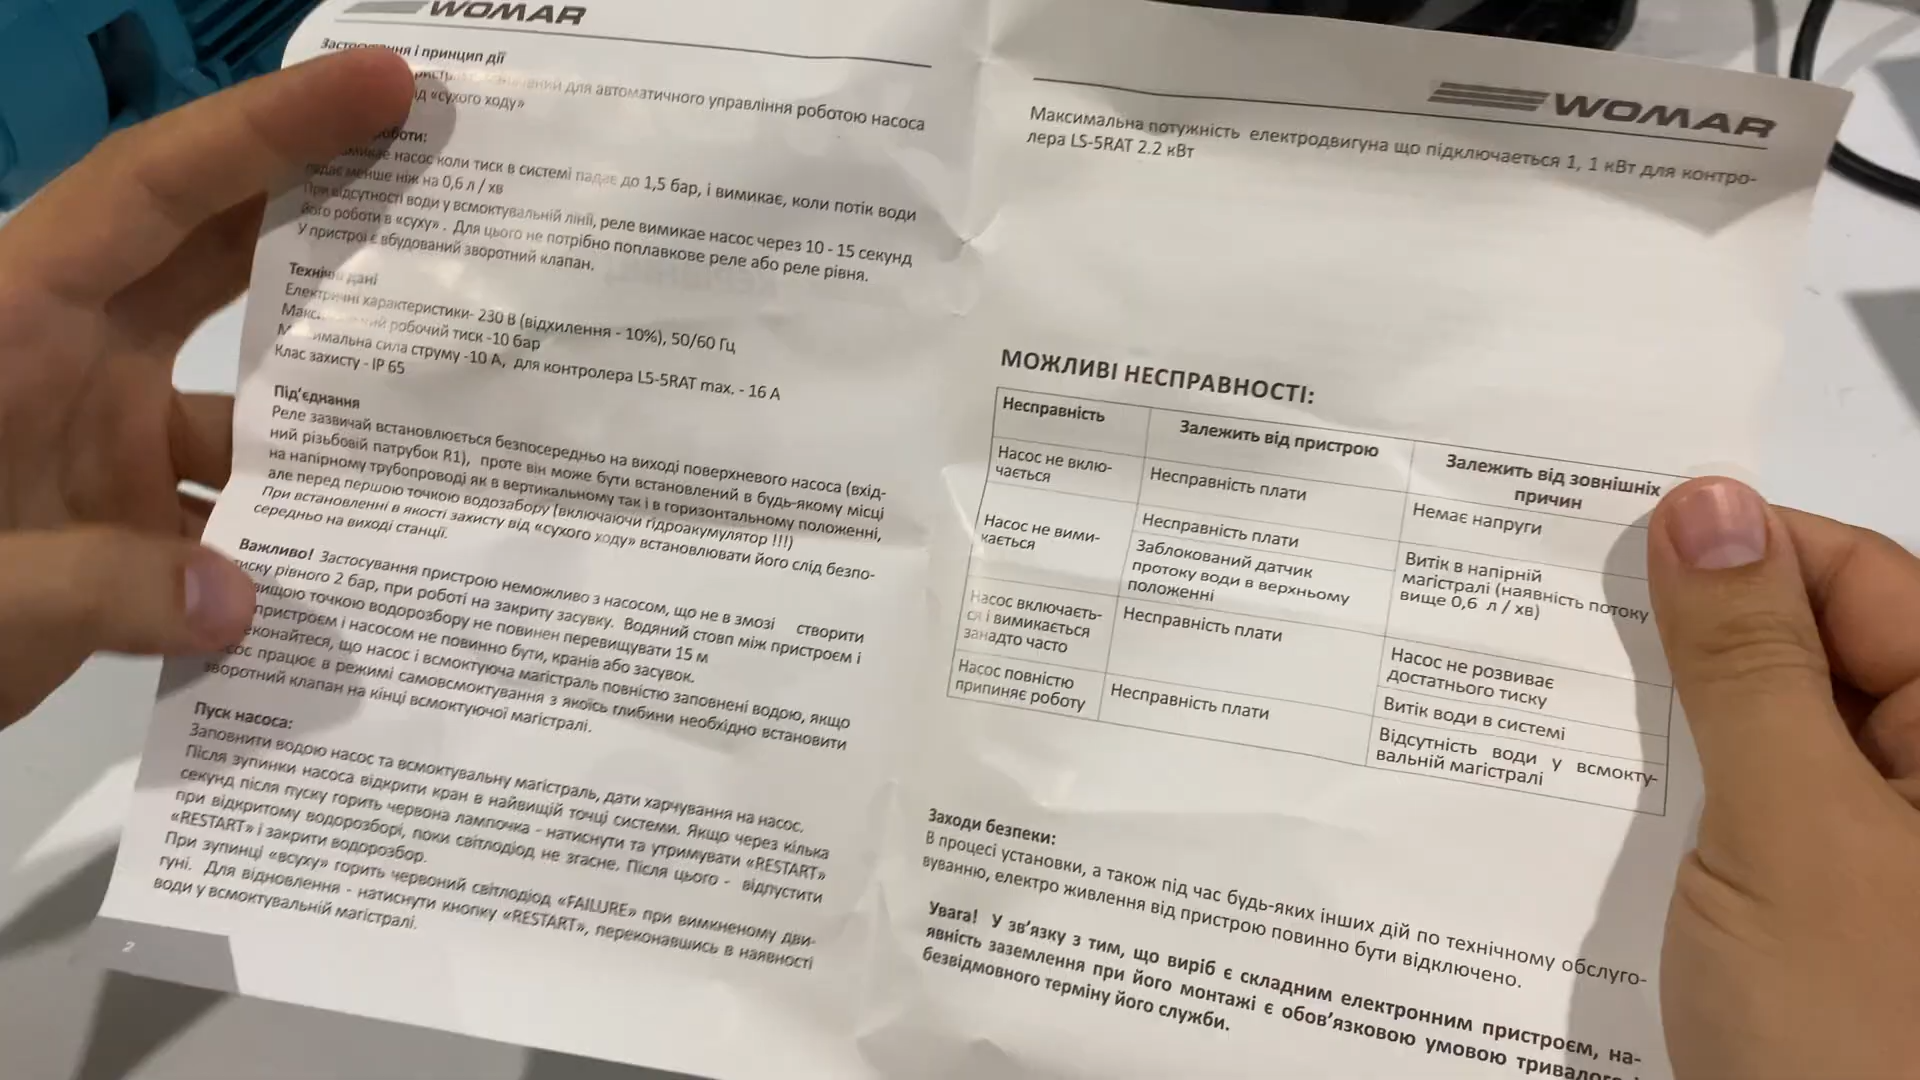 WOMAR
Застосування і принцип дії
для автоматичного управління роботою насоса
«сухого ходу»
роботи:
насос коли тиск в системі падає до 1,5 бар, і вимикає, коли потік води
падає менше ніж на 0,6 л / хв
При відсутності води у всмоктувальній лінії, реле вимикає насос через 10 - 15 секунд
його роботи в «суху» . Для цього не потрібно поплавкове реле або реле рівня.
У пристрої є вбудований зворотний клапан.
Технічні дані
Електричні характеристики- 230 В (відхилення - 10%), 50/60 Гц
робочий тиск -10 бар
Максимальна сила струму -10 А, для контролера LS-5RAT max. - 16 А
Клас захисту - IP 65
Під'єднання
Реле зазвичай встановлюється безпосередньо на виході поверхневого насоса (вхід-
ний різьбовій патрубок R1), проте він може бути встановлений в будь-якому місці
на напірному трубопроводі як в вертикальному так і в горизонтальному положенні,
але перед першою точкою водозабору (включаючи гідроакумулятор !!!)
При встановленні в якості захисту від «сухого ходу» встановлювати його слід безпо-
середньо на виході станції.
Важливо! Застосування пристрою неможливо з насосом, що не в змозі створити
тиску рівного 2 бар, при роботі на закриту засувку. Водяний стовп між пристроєм і
точкою водорозбору не повинен перевищувати 15 м
пристроєм і насосом не повинно бути, кранів або засувок.
що насос і всмоктуюча магістраль повністю заповнені водою, якщо
працює в режимі самовсмоктування з якоїсь глибини необхідно встановити
зворотний клапан на кінці всмоктуючої магістралі.
Пуск насоса:
Заповнити водою насос та всмоктувальну магістраль, дати харчування на насос.
Після зупинки насоса відкрити кран в найвищій точці системи. Якщо через кілька
секунд після пуску горить червона лампочка - натиснути та утримувати «RESTART»
при відкритому водорозборі, поки світлодіод не згасне. Після цього - відпустити
«RESTART» і закрити водорозбор.
При зупинці «всуху» горить червоний світлодіод «FAILURE» при вимкненому дви-
гуні. Для відновлення - натиснути кнопку «RESTART», переконавшись в наявності
води у всмоктувальній магістралі.
2
WOMAR
Максимальна потужність електродвигуна що підключаеться 1, 1 кВт для контро-
лера LS-5RAT 2.2 кВт
МОЖЛИВІ НЕСПРАВНОСТІ:
Несправність
Залежить від пристрою
Залежить від зовнішніх
причин
Насос не вклю-
чається
Несправність плати
Немає напруги
Насос не вими-
кається
Несправність плати
Заблокований датчик
протоку води в верхньому
положенні
Витік в напірній
магістралі (наявність потоку
вище 0,6 л / хв)
Насос включаєть-
ся і вимикається
занадто часто
Несправність плати
Насос не розвиває
достатнього тиску
Витік води в системі
Насос повністю
припиняє роботу
Несправність плати
Відсутність води у всмокту-
вальній магістралі
Заходи безпеки:
В процесі установки, а також під час будь-яких інших дій по технічному обслуго-
вуванню, електро живлення від пристрою повинно бути відключено.
Увага! У зв'язку з тим, що виріб є складним електронним пристроєм, на-
явність заземлення при його монтажі є обов'язковою умовою тривалого і
безвідмовного терміну його служби.